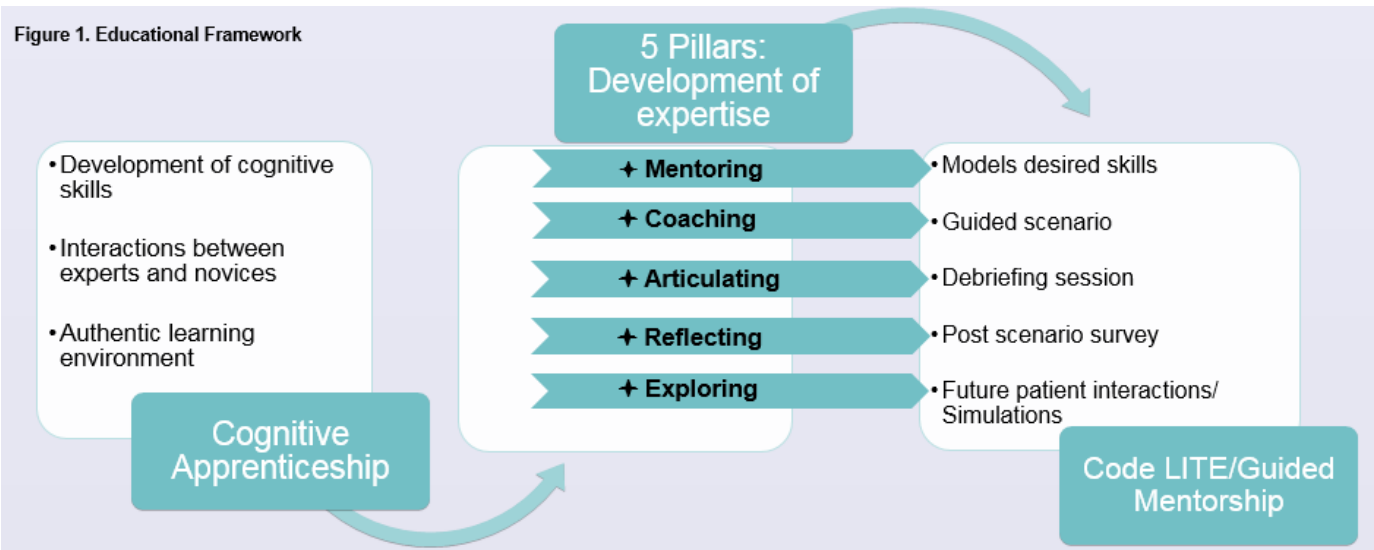 Figure 1. Educational Framework
•Development of cognitive
skills
•Interactions between
experts and novices
•Authentic learning
environment
Cognitive
Apprenticeship
5 Pillars:
Development of
expertise
Mentoring
Coaching
Articulating
Reflecting
Exploring
•Models desired skills
•Guided scenario
•Debriefing session
•Post scenario survey
•Future patient interactions/
Simulations
Code LITE/Guided
Mentorship